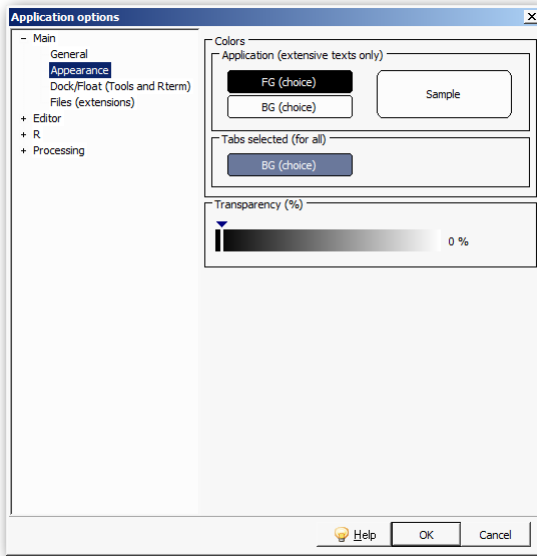 Application options
− Main
General
Appearance
Dock/Float (Tools and Rterm)
Files (extensions)
+ Editor
+ R
+ Processing
Colors
Application (extensive texts only)
FG (choice)
BG (choice)
Sample
Tabs selected (for all)
BG (choice)
Transparency (%)
0 %
Help
OK
Cancel